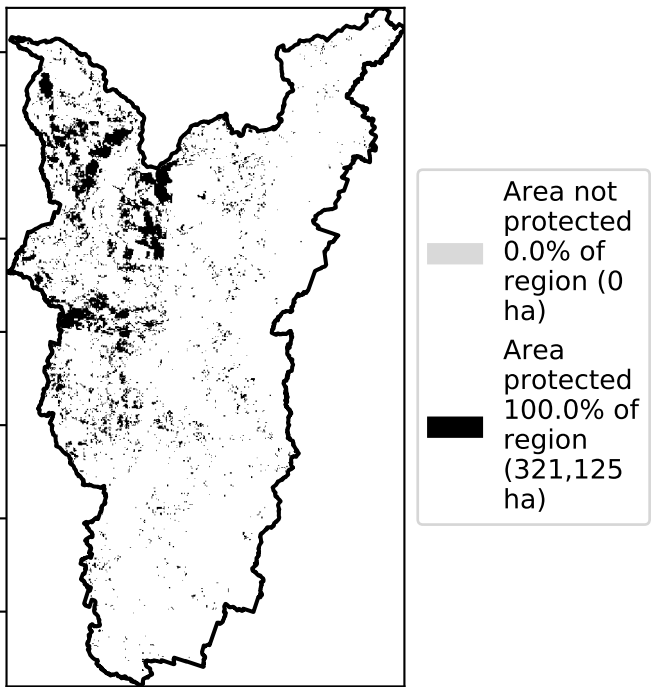 Area not
protected
0.0% of
region (0
ha)
Area
protected
100.0% of
region
(321,125
ha)